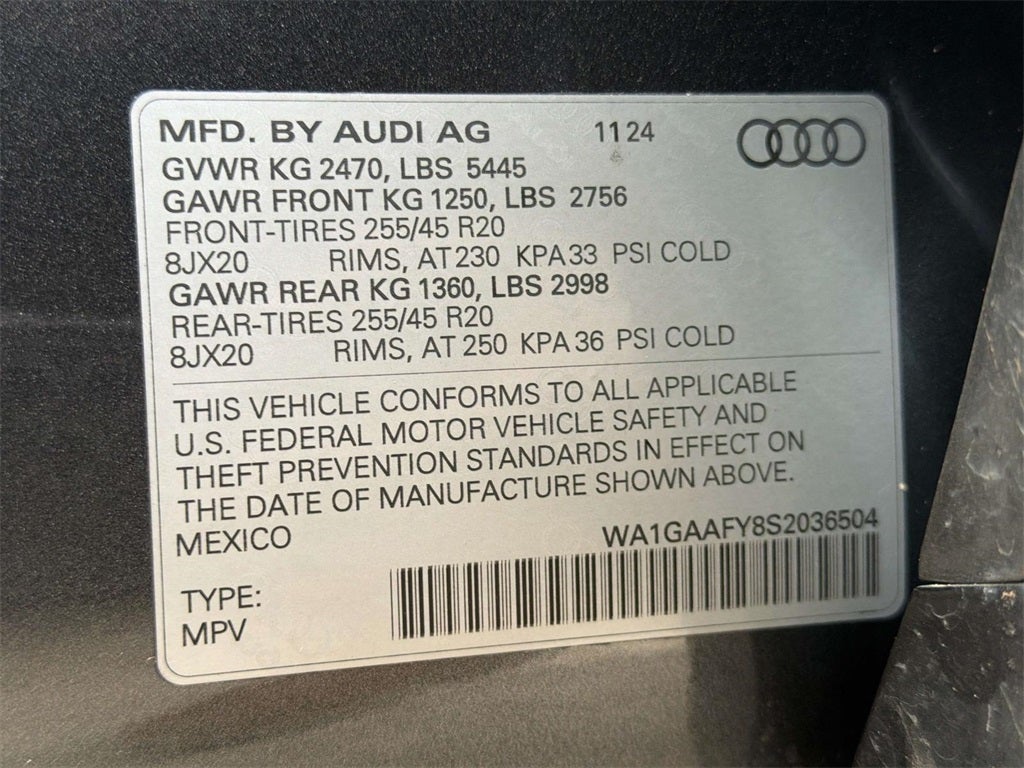 MFD. BY AUDI AG 11 24
GVWR KG 2470, LBS 5445
GAWR FRONT KG 1250, LBS 2756
FRONT-TIRES 255/45 R20
8JX20 RIMS, AT 230 KPA 33 PSI COLD
GAWR REAR KG 1360, LBS 2998
REAR-TIRES 255/45 R20
8JX20 RIMS, AT 250 KPA 36 PSI COLD
THIS VEHICLE CONFORMS TO ALL APPLICABLE
U.S. FEDERAL MOTOR VEHICLE SAFETY AND
THEFT PREVENTION STANDARDS IN EFFECT ON
THE DATE OF MANUFACTURE SHOWN ABOVE.
MEXICO WA1GAAFY8S2036504
TYPE:
MPV